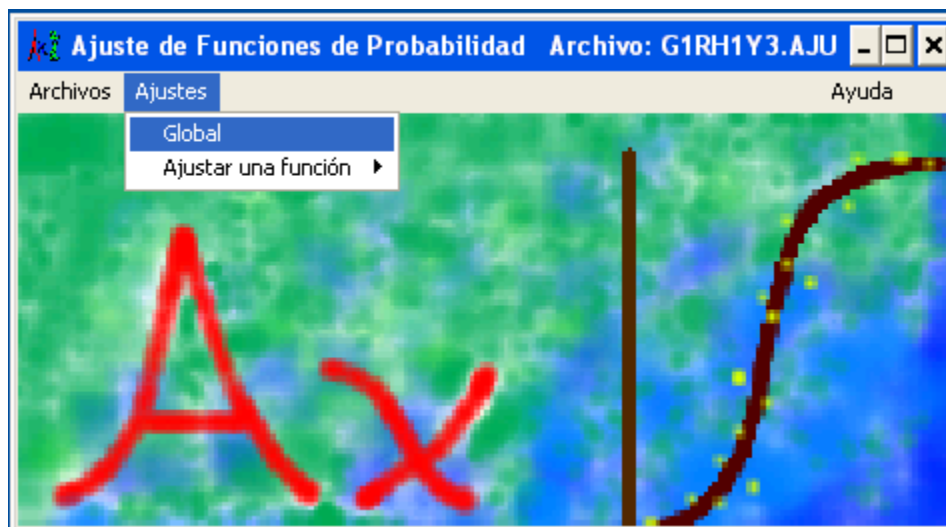 Ajuste de Funciones de Probabilidad Archivo: G1RH1Y3.AJU
Archivos Ajustes Ayuda
Global
Ajustar una función
Ax